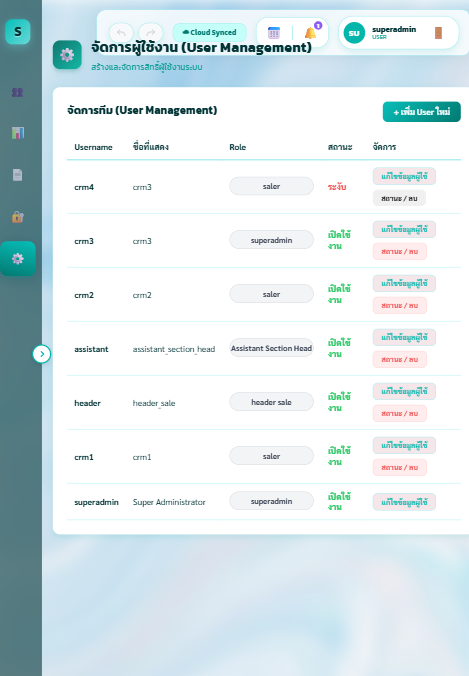 S
Cloud Synced
5
SU
superadmin
USER
จัดการผู้ใช้งาน (User Management)
สร้างและจัดการสิทธิ์ผู้ใช้งานระบบ
จัดการทีม (User Management)
+ เพิ่ม User ใหม่
Username ชื่อที่แสดง Role สถานะ จัดการ
crm4 crm3 saler ระงับ แก้ไขข้อมูลผู้ใช้
สถานะ / ลบ
crm3 crm3 superadmin เปิดใช้งาน แก้ไขข้อมูลผู้ใช้
สถานะ / ลบ
crm2 crm2 saler เปิดใช้งาน แก้ไขข้อมูลผู้ใช้
สถานะ / ลบ
assistant assistant_section_head Assistant Section Head เปิดใช้งาน แก้ไขข้อมูลผู้ใช้
สถานะ / ลบ
header header_sale header sale เปิดใช้งาน แก้ไขข้อมูลผู้ใช้
สถานะ / ลบ
crm1 crm1 saler เปิดใช้งาน แก้ไขข้อมูลผู้ใช้
สถานะ / ลบ
superadmin Super Administrator superadmin เปิดใช้งาน แก้ไขข้อมูลผู้ใช้